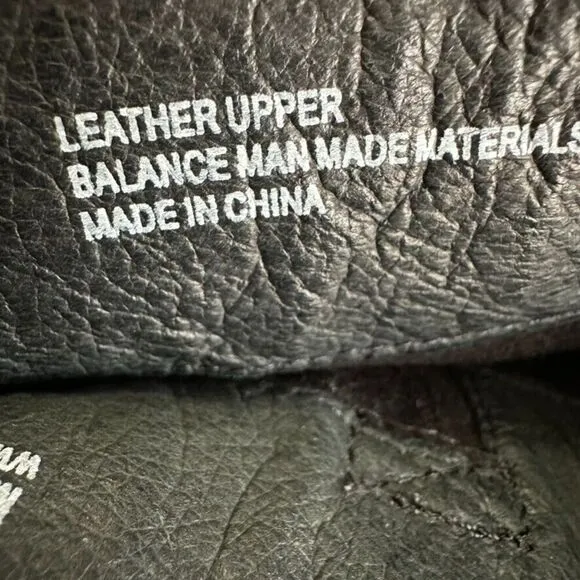 LEATHER UPPER
BALANCE MAN MADE MATERIALS
MADE IN CHINA